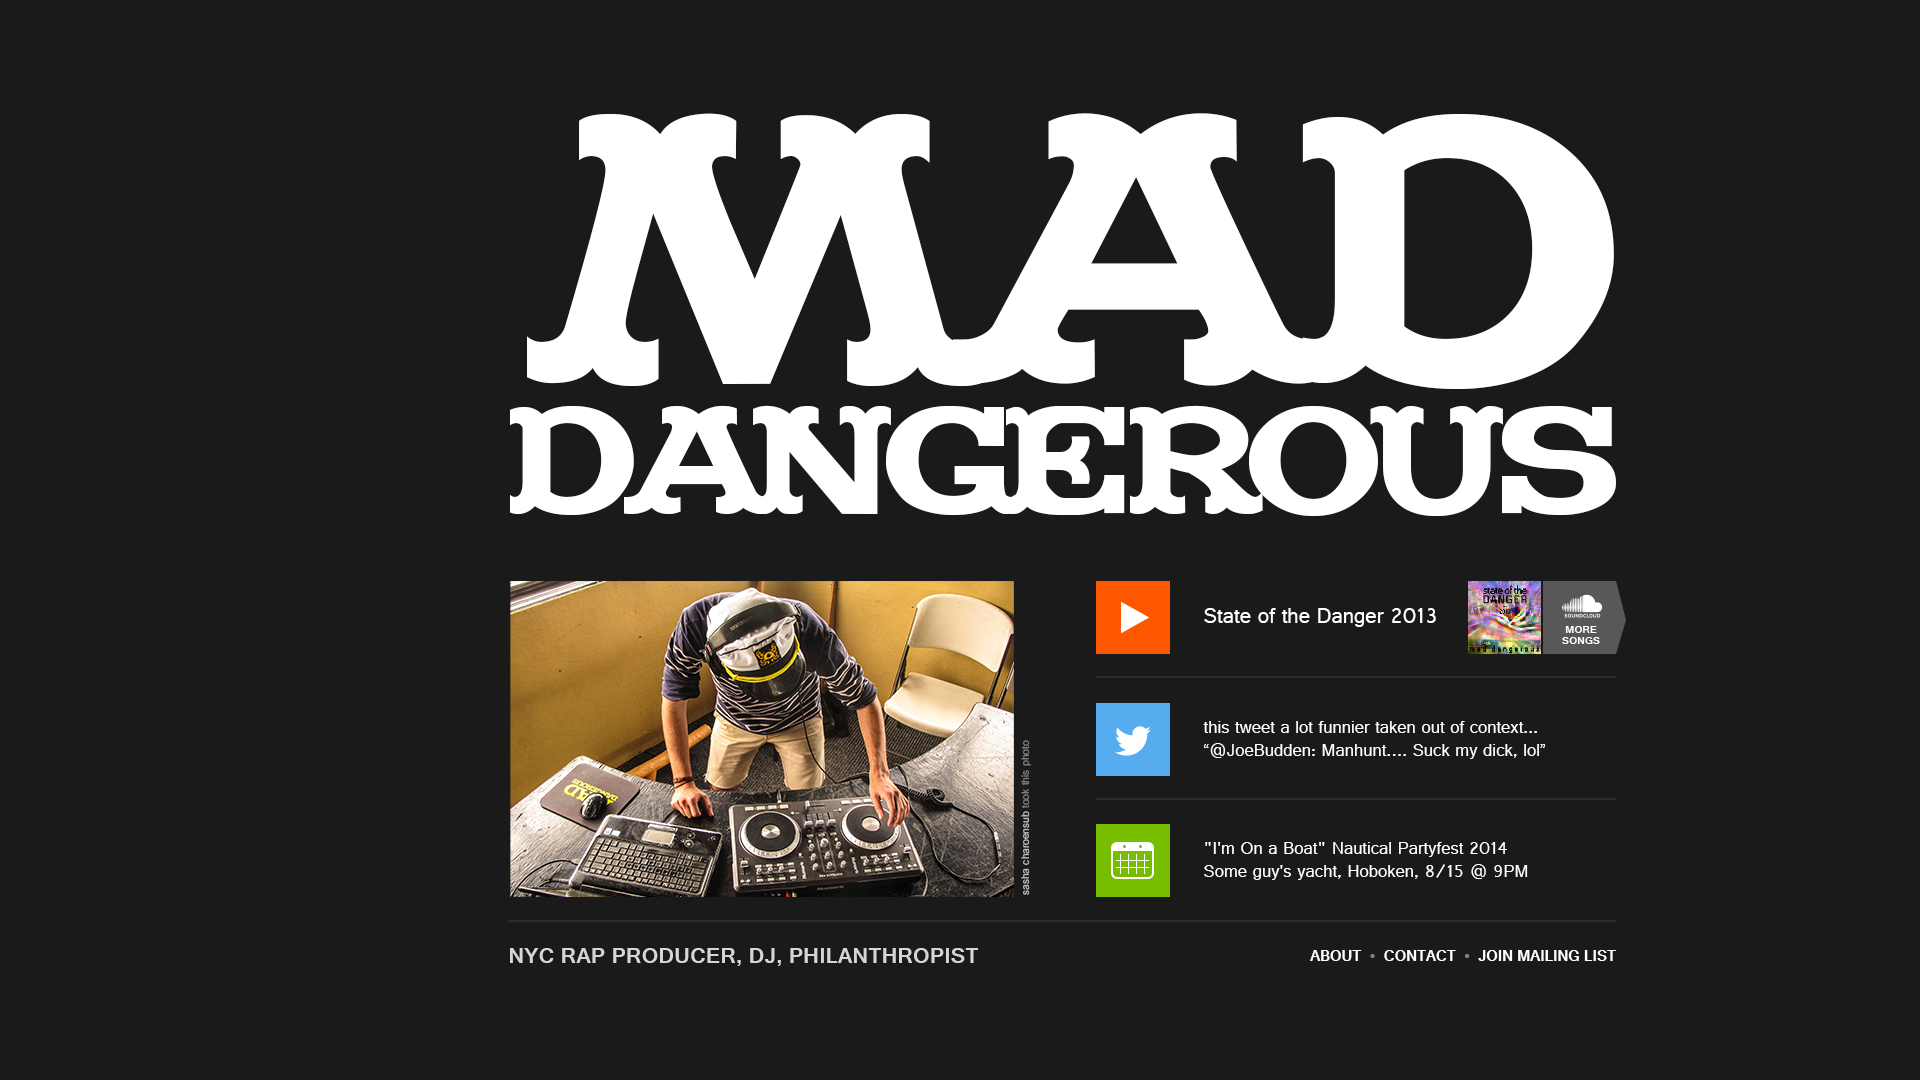 MAD
DANGEROUS
State of the Danger 2013
state of the
DANGER
mad dangerous
SOUNDCLOUD
MORE
SONGS
this tweet a lot funnier taken out of context...
“@JoeBudden: Manhunt.... Suck my dick, lol”
"I'm On a Boat" Nautical Partyfest 2014
Some guy's yacht, Hoboken, 8/15 @ 9PM
sasha charoensub took this photo
MAD
DANGEROUS
NYC RAP PRODUCER, DJ, PHILANTHROPIST
ABOUT • CONTACT • JOIN MAILING LIST